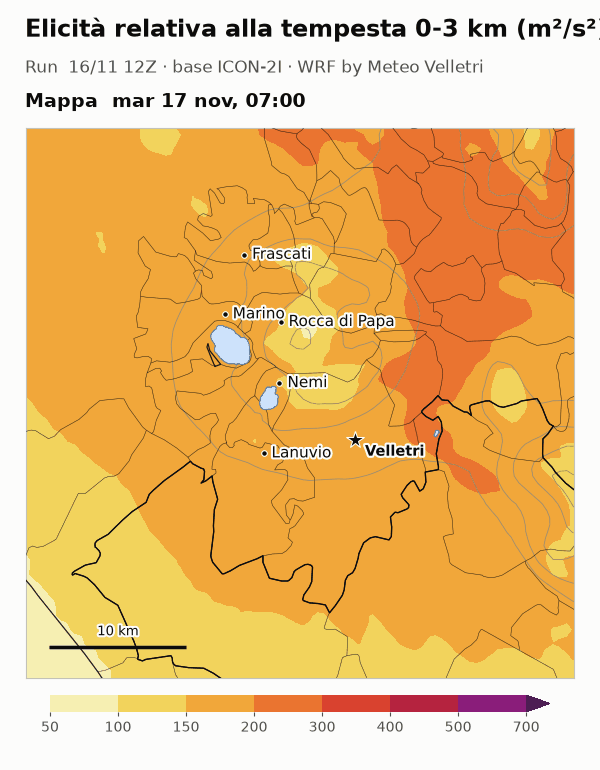 Elicità relativa alla tempesta 0-3 km (m²/s²)
Run  16/11 12Z · base ICON-2I · WRF by Meteo Velletri
Mappa  mar 17 nov, 07:00
Frascati
Marino
Rocca di Papa
Nemi
Velletri
Lanuvio
10 km
50 100 150 200 300 400 500 700